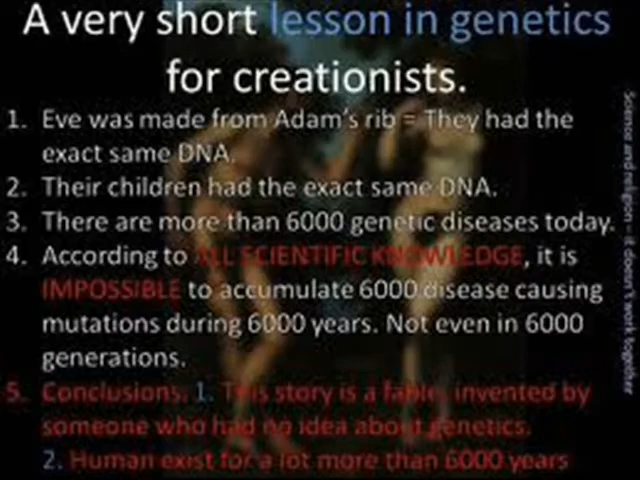 A very short lesson in genetics
for creationists.
1. Eve was made from Adam's rib = They had the
exact same DNA.
2. Their children had the exact same DNA.
3. There are more than 6000 genetic diseases today.
4. According to ALL SCIENTIFIC KNOWLEDGE, it is
IMPOSSIBLE to accumulate 6000 disease causing
mutations during 6000 years. Not even in 6000
generations.
5. Conclusions. 1. This story is a fable, invented by
someone who had no idea about genetics.
2. Human exist for a lot more than 6000 years
Science and religion – it doesn't work together